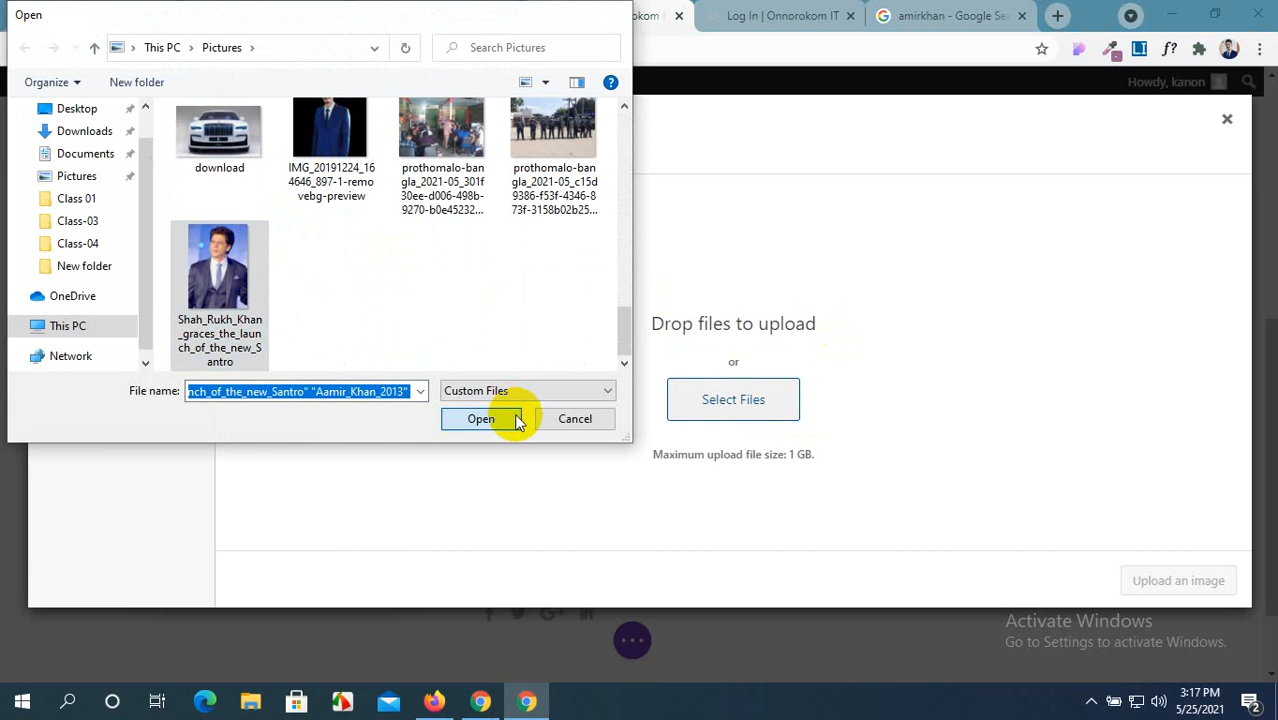 Open
okom
Log In | Onnorokom IT
amirkhan - Google Sea
This PC
Pictures
Search Pictures
Organize
New folder
Howdy, kanon
Desktop
Downloads
Documents
Pictures
Class 01
Class-03
Class-04
New folder
OneDrive
This PC
Network
download
IMG_20191224_16
4646_897-1-remo
vebg-preview
prothomalo-ban
gla_2021-05_301f
30ee-d006-498b-
9270-b0e45232...
prothomalo-ban
gla_2021-05_c15d
9386-f53f-4346-8
73f-3158b02b25...
Shah_Rukh_Khan
_graces_the_laun
ch_of_the_new_S
antro
File name:
nch_of_the_new_Santro" "Aamir_Khan_2013"
Custom Files
Open
Cancel
Drop files to upload
or
Select Files
Maximum upload file size: 1 GB.
Upload an image
Activate Windows
Go to Settings to activate Windows.
3:17 PM
5/25/2021
2